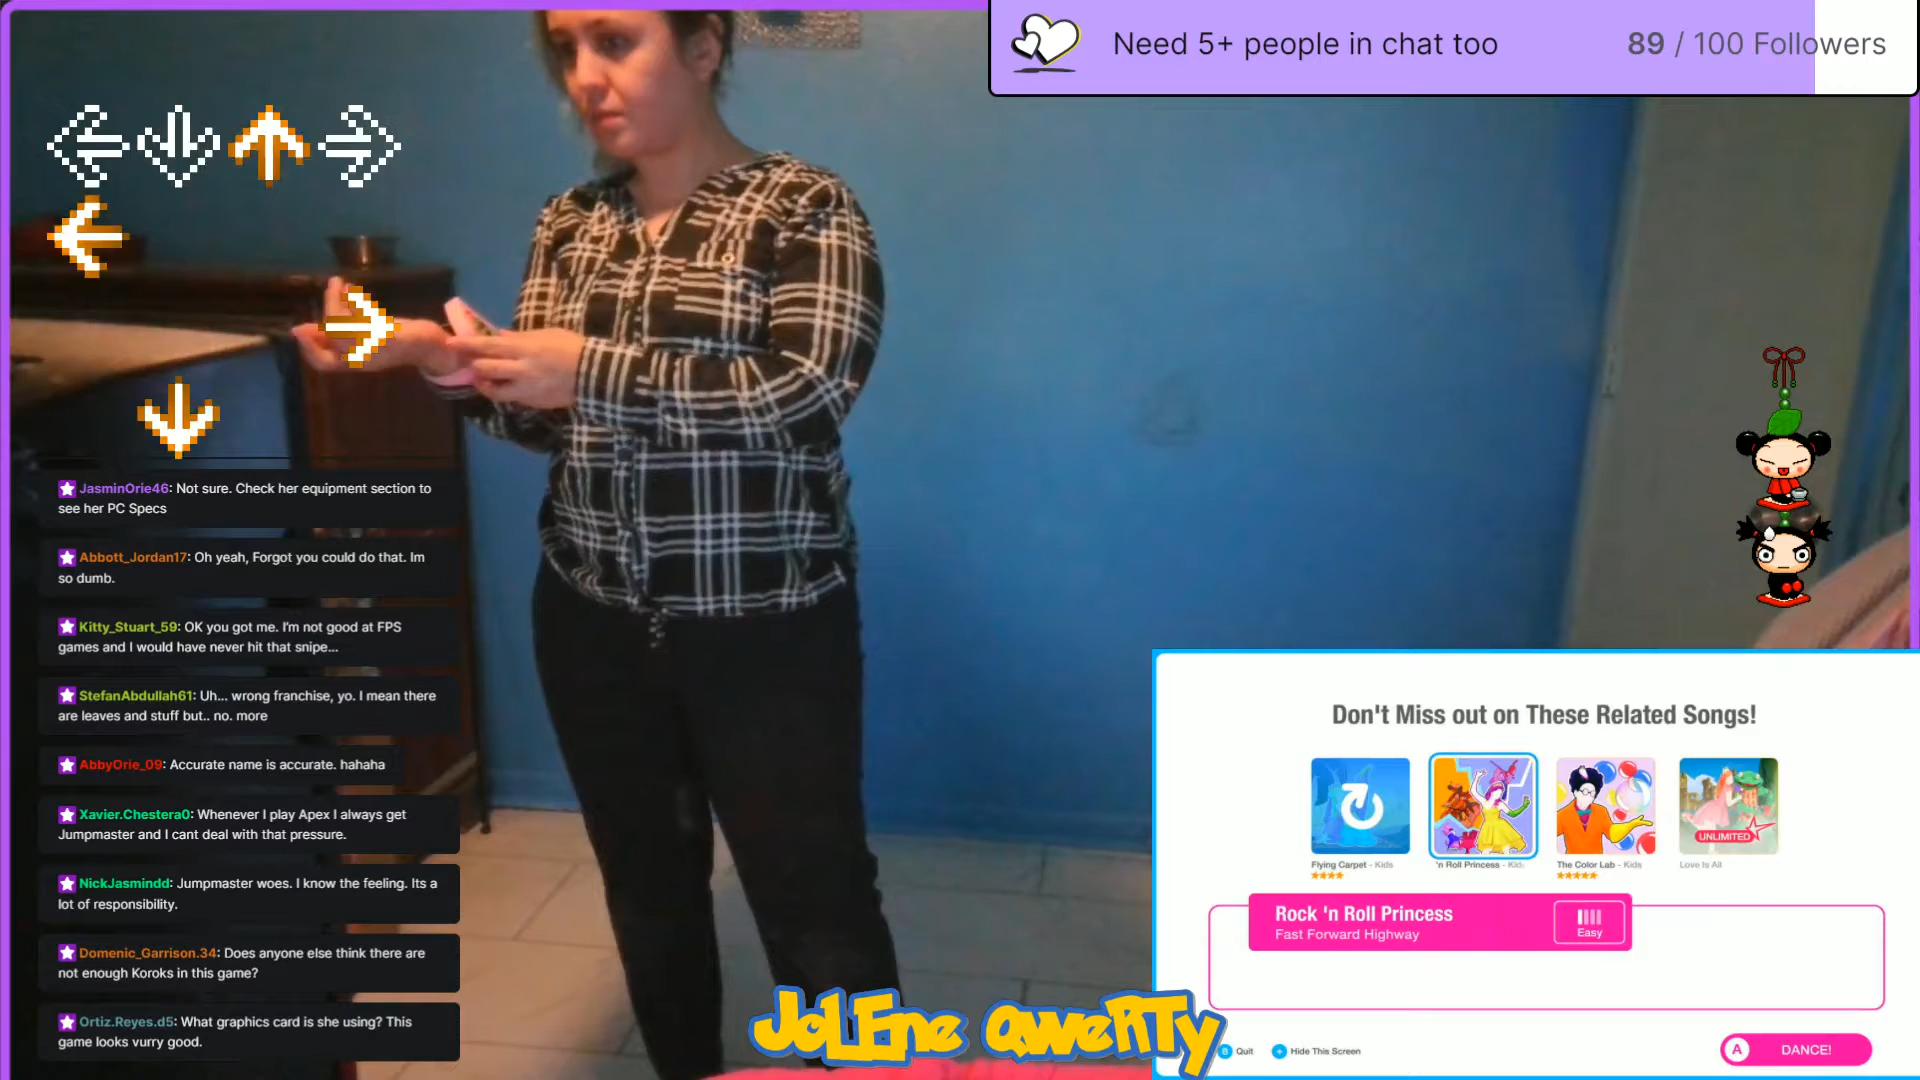 Need 5+ people in chat too
89 / 100 Followers
JasminOrie46: Not sure. Check her equipment section to
see her PC Specs
Abbott_Jordan17: Oh yeah, Forgot you could do that. Im
so dumb.
Kitty_Stuart_59: OK you got me. I'm not good at FPS
games and I would have never hit that snipe...
StefanAbdullah61: Uh... wrong franchise, yo. I mean there
are leaves and stuff but.. no. more
AbbyOrie_09: Accurate name is accurate. hahaha
Xavier.Chestera0: Whenever I play Apex I always get
Jumpmaster and I cant deal with that pressure.
NickJasmindd: Jumpmaster woes. I know the feeling. Its a
lot of responsibility.
Domenic_Garrison.34: Does anyone else think there are
not enough Koroks in this game?
Ortiz.Reyes.d5: What graphics card is she using? This
game looks vurry good.
JoLEne QweRTy
Don't Miss out on These Related Songs!
UNLIMITED
Flying Carpet - Kids
'n Roll Princess - Kids
The Color Lab - Kids
Love Is All
Rock 'n Roll Princess
Fast Forward Highway
Easy
B Quit
+ Hide This Screen
A DANCE!